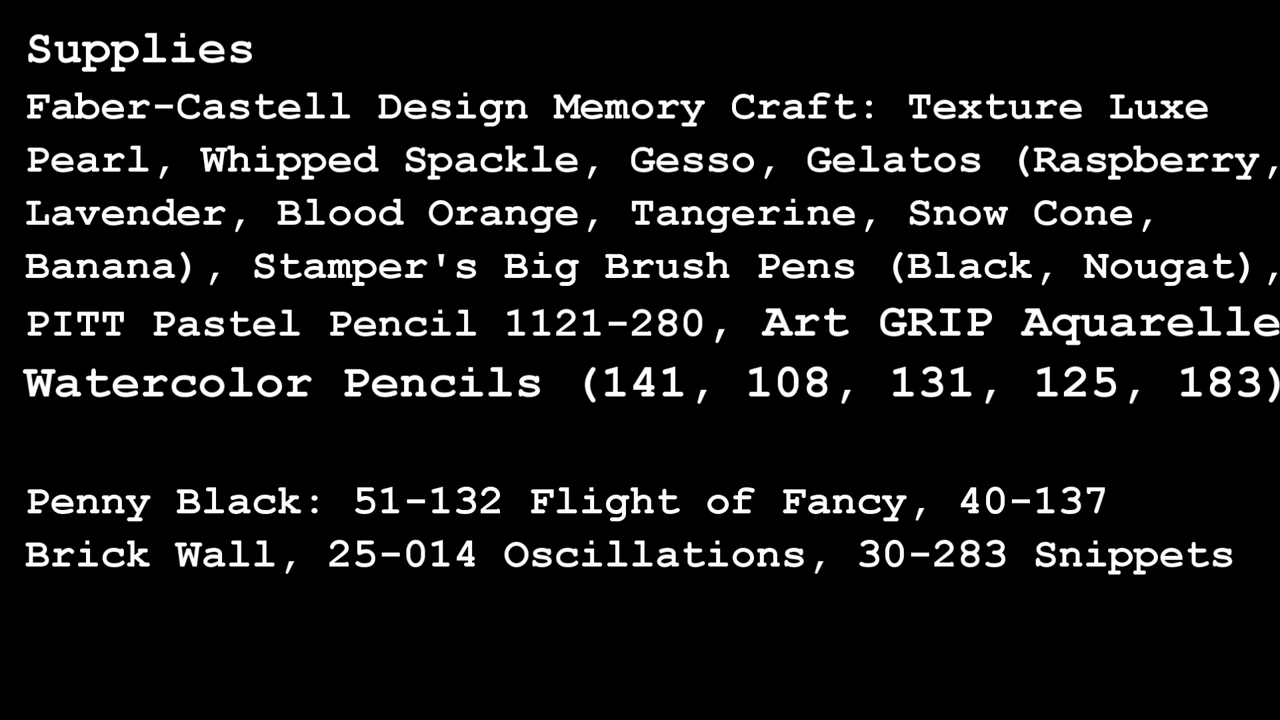 Supplies
Faber-Castell Design Memory Craft: Texture Luxe
Pearl, Whipped Spackle, Gesso, Gelatos (Raspberry,
Lavender, Blood Orange, Tangerine, Snow Cone,
Banana), Stamper's Big Brush Pens (Black, Nougat),
PITT Pastel Pencil 1121-280, Art GRIP Aquarelle
Watercolor Pencils (141, 108, 131, 125, 183)
Penny Black: 51-132 Flight of Fancy, 40-137
Brick Wall, 25-014 Oscillations, 30-283 Snippets